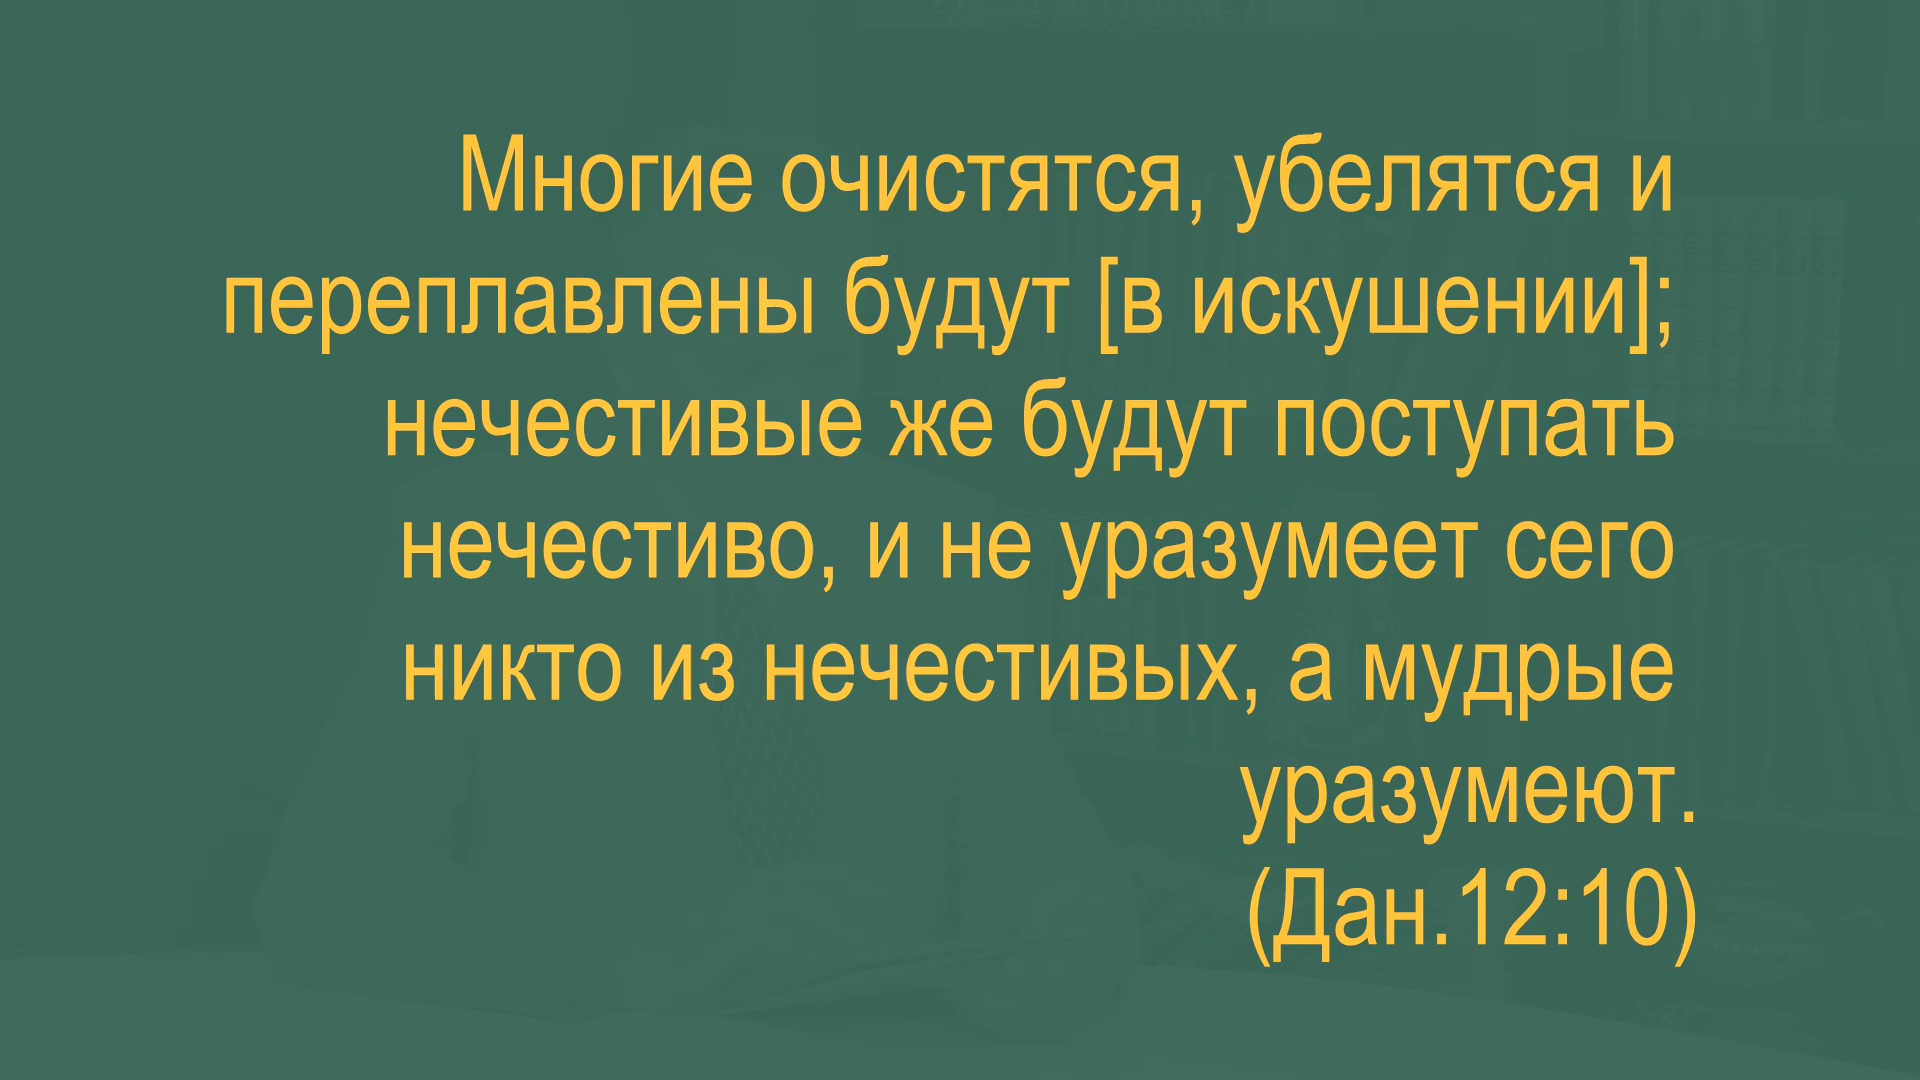 Многие очистятся, убелятся и
переплавлены будут [в искушении];
нечестивые же будут поступать
нечестиво, и не уразумеет сего
никто из нечестивых, а мудрые
уразумеют.
(Дан.12:10)